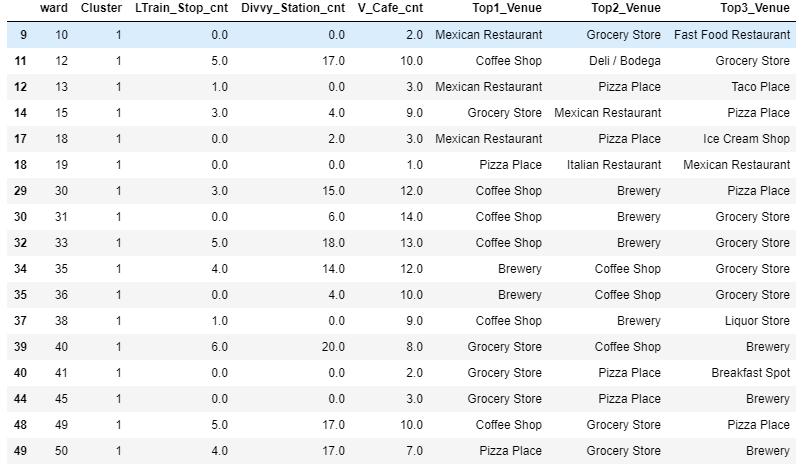 ward Cluster LTrain_Stop_cnt Divvy_Station_cnt V_Cafe_cnt Top1_Venue Top2_Venue Top3_Venue
9 10 1 0.0 0.0 2.0 Mexican Restaurant Grocery Store Fast Food Restaurant
11 12 1 5.0 17.0 10.0 Coffee Shop Deli / Bodega Grocery Store
12 13 1 1.0 0.0 3.0 Mexican Restaurant Pizza Place Taco Place
14 15 1 3.0 4.0 9.0 Grocery Store Mexican Restaurant Pizza Place
17 18 1 0.0 2.0 3.0 Mexican Restaurant Pizza Place Ice Cream Shop
18 19 1 0.0 0.0 1.0 Pizza Place Italian Restaurant Mexican Restaurant
29 30 1 3.0 15.0 12.0 Coffee Shop Brewery Pizza Place
30 31 1 0.0 6.0 14.0 Coffee Shop Brewery Grocery Store
32 33 1 5.0 18.0 13.0 Coffee Shop Brewery Grocery Store
34 35 1 4.0 14.0 12.0 Brewery Coffee Shop Grocery Store
35 36 1 0.0 4.0 10.0 Brewery Coffee Shop Grocery Store
37 38 1 1.0 0.0 9.0 Coffee Shop Brewery Liquor Store
39 40 1 6.0 20.0 8.0 Grocery Store Coffee Shop Brewery
40 41 1 0.0 0.0 2.0 Grocery Store Pizza Place Breakfast Spot
44 45 1 0.0 0.0 3.0 Grocery Store Pizza Place Brewery
48 49 1 5.0 17.0 10.0 Coffee Shop Grocery Store Pizza Place
49 50 1 4.0 17.0 7.0 Pizza Place Grocery Store Brewery